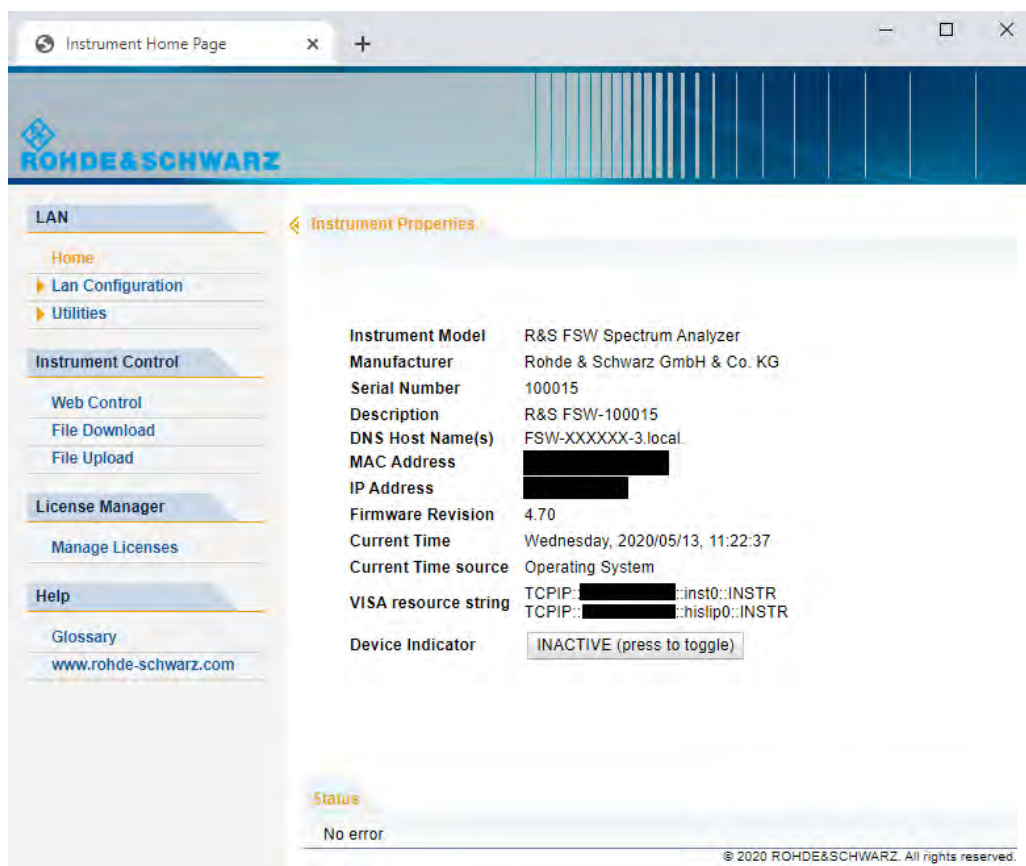 Instrument Home Page
ROHDE&SCHWARZ
LAN
Home
Lan Configuration
Utilities
Instrument Control
Web Control
File Download
File Upload
License Manager
Manage Licenses
Help
Glossary
www.rohde-schwarz.com
Instrument Properties
Instrument Model R&S FSW Spectrum Analyzer
Manufacturer Rohde & Schwarz GmbH & Co. KG
Serial Number 100015
Description R&S FSW-100015
DNS Host Name(s) FSW-XXXXXX-3.local.
MAC Address
IP Address
Firmware Revision 4.70
Current Time Wednesday, 2020/05/13, 11:22:37
Current Time source Operating System
VISA resource string TCPIP:: ::inst0::INSTR
TCPIP:: ::hislip0::INSTR
Device Indicator INACTIVE (press to toggle)
Status
No error
© 2020 ROHDE&SCHWARZ. All rights reserved.